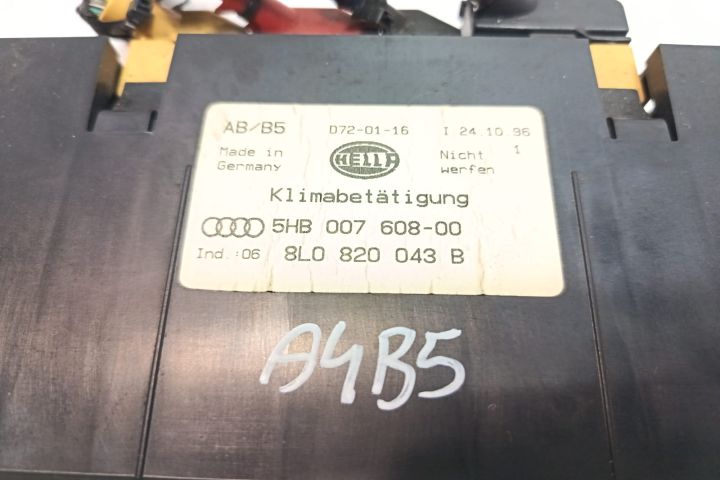 AB/B5 D72-01-16 I 24.10.96
Made in HELLA Nicht 1
Germany werfen
Klimabetätigung
5HB 007 608-00
Ind.:06 8L0 820 043 B
A4B5